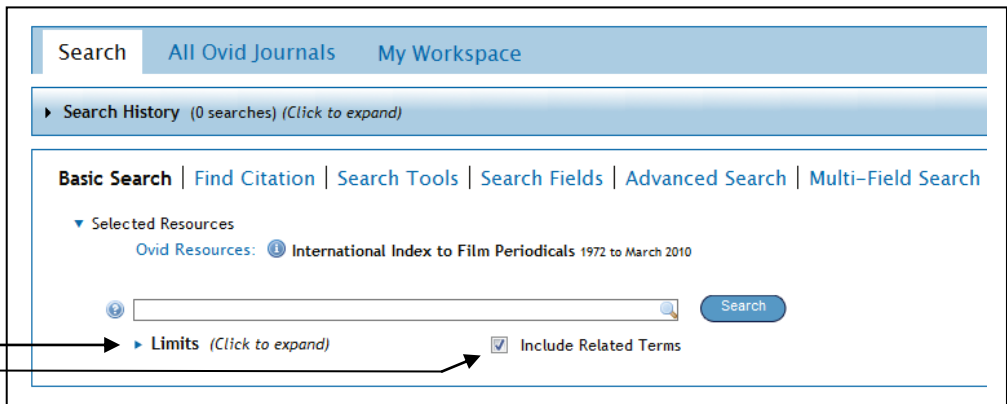 Search All Ovid Journals My Workspace
Search History (0 searches) (Click to expand)
Basic Search | Find Citation | Search Tools | Search Fields | Advanced Search | Multi-Field Search
Selected Resources
Ovid Resources: International Index to Film Periodicals 1972 to March 2010
Search
Limits (Click to expand) Include Related Terms